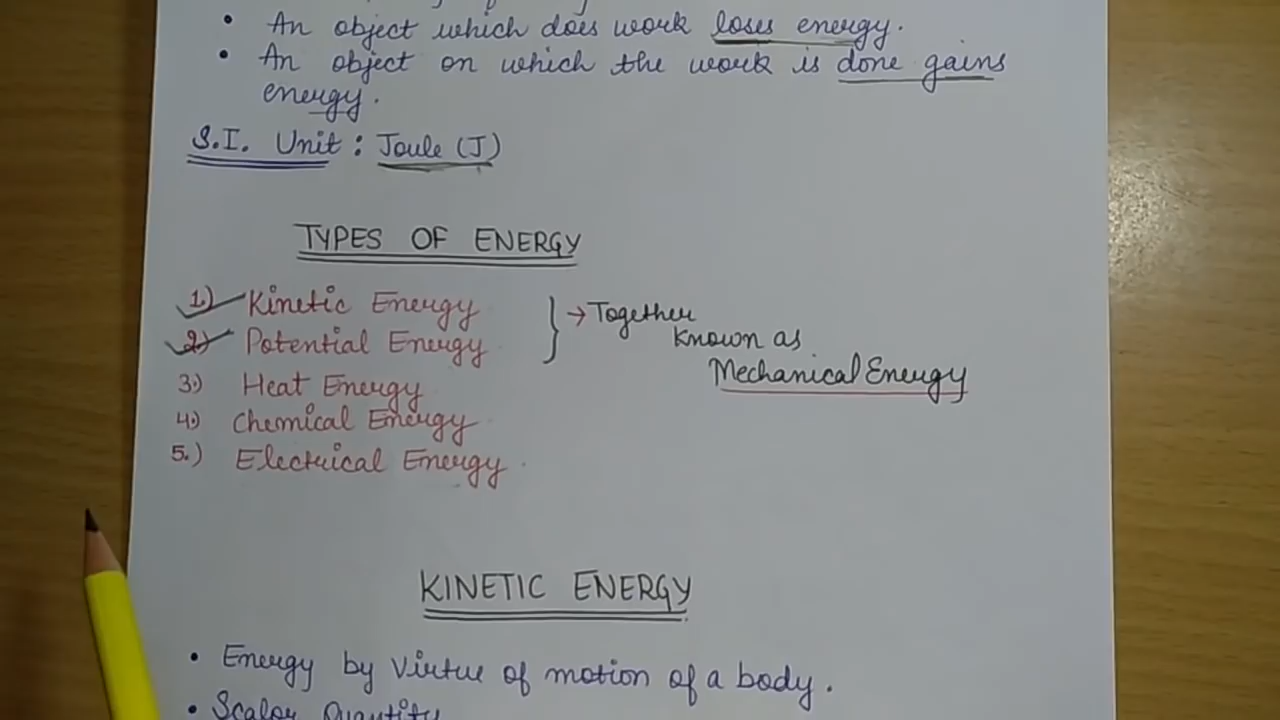 • An object which does work loses energy.
• An object on which the work is done gains
energy.
S.I. Unit : Joule (J)
TYPES OF ENERGY
1.) Kinetic Energy
2.) Potential Energy
} → Together
known as
Mechanical Energy
3.) Heat Energy
4.) Chemical Energy
5.) Electrical Energy
KINETIC ENERGY
• Energy by Virtue of motion of a body.
• Scalar Quantity